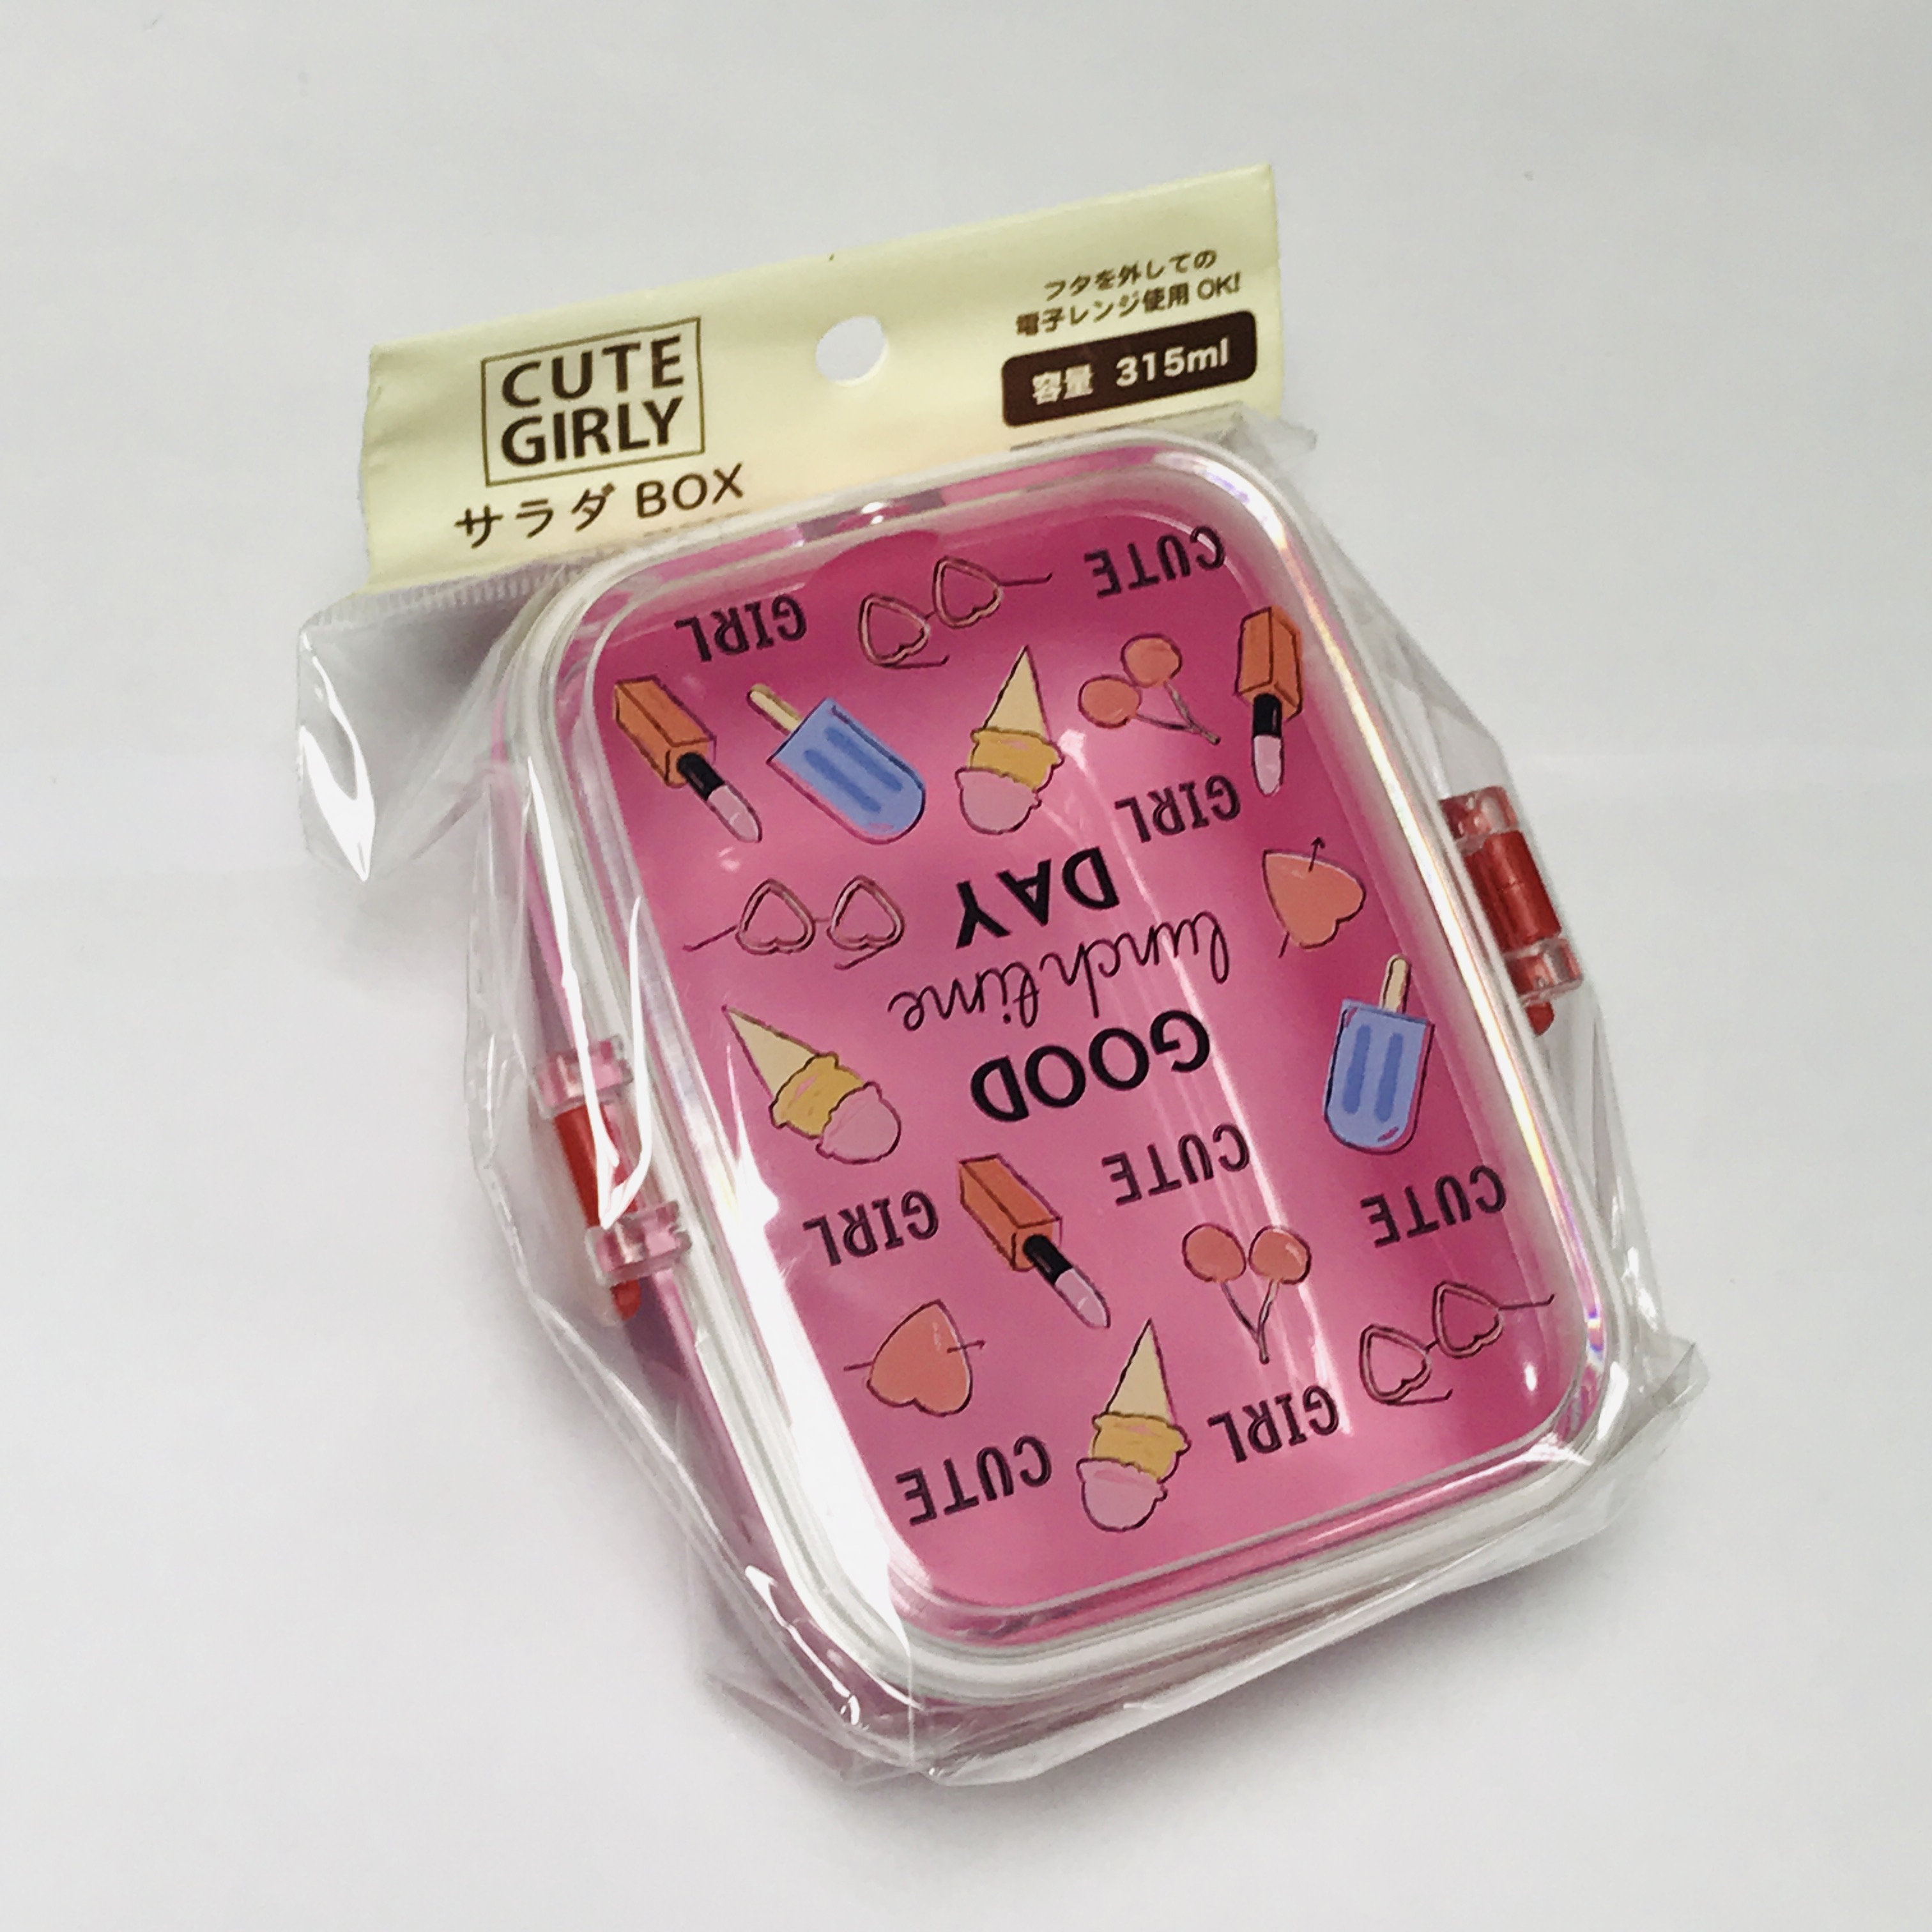 CUTE
GIRLY
サラダ BOX
フタを外しての
電子レンジ使用 OK!
容量 315ml
CUTE
GIRL
GIRL
DAY
lunch time
GOOD
CUTE
GIRL
CUTE
GIRL
CUTE